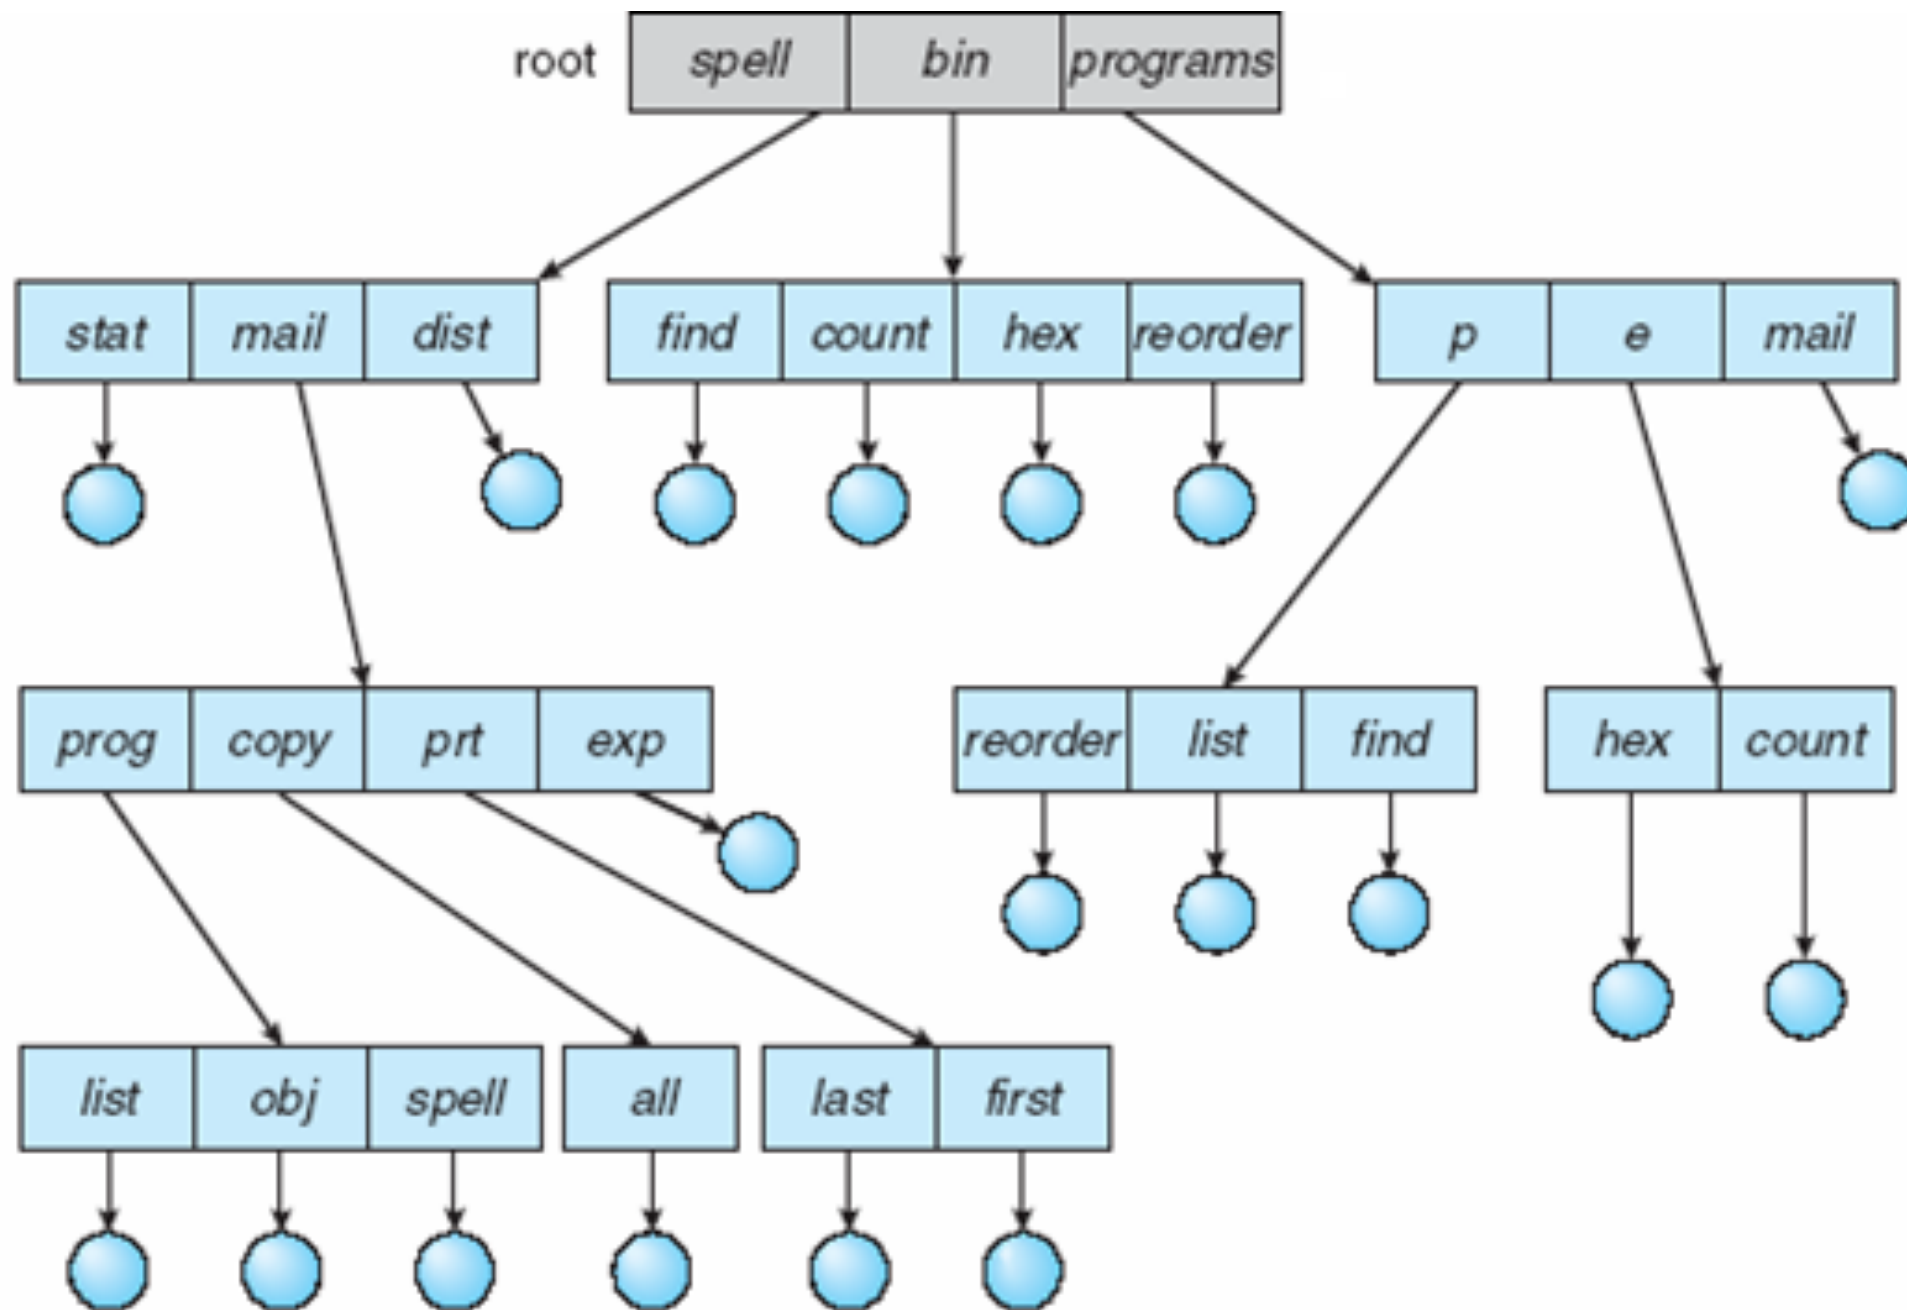 root spell bin programs
stat mail dist find count hex reorder p e mail
prog copy prt exp reorder list find hex count
list obj spell all last first